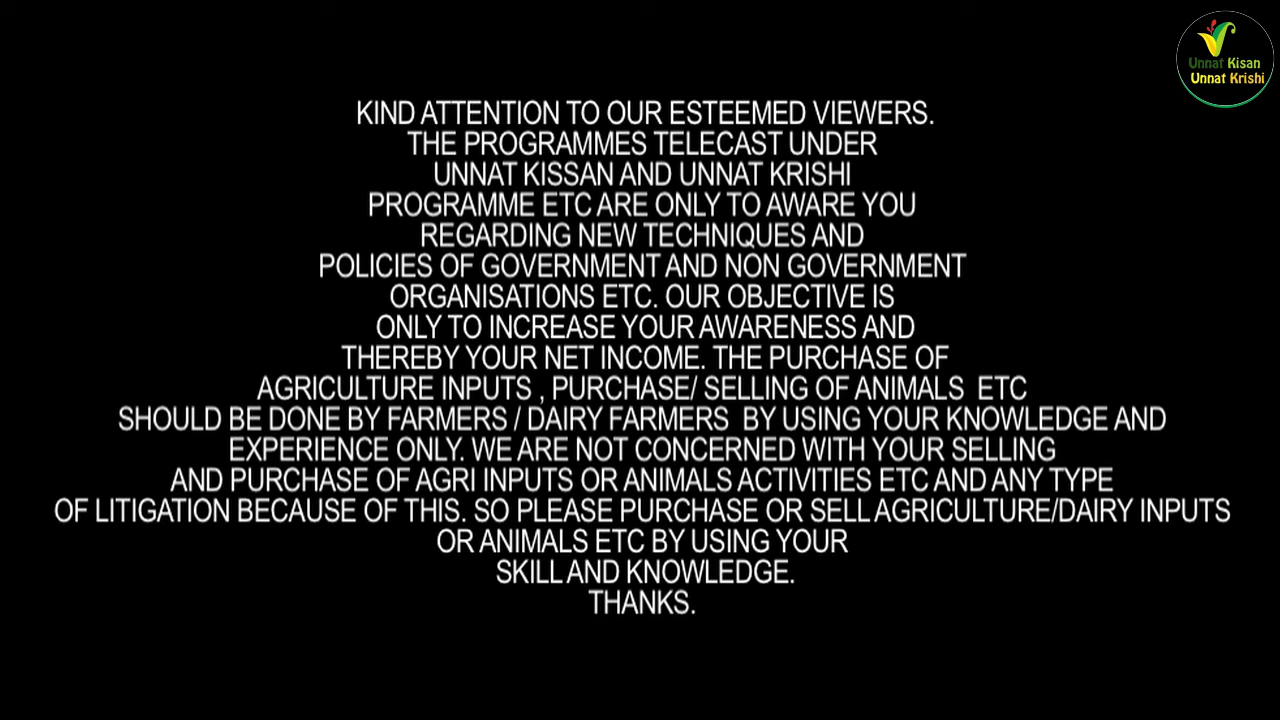 Unnat Kisan
Unnat Krishi
KIND ATTENTION TO OUR ESTEEMED VIEWERS.
THE PROGRAMMES TELECAST UNDER
UNNAT KISSAN AND UNNAT KRISHI
PROGRAMME ETC ARE ONLY TO AWARE YOU
REGARDING NEW TECHNIQUES AND
POLICIES OF GOVERNMENT AND NON GOVERNMENT
ORGANISATIONS ETC. OUR OBJECTIVE IS
ONLY TO INCREASE YOUR AWARENESS AND
THEREBY YOUR NET INCOME. THE PURCHASE OF
AGRICULTURE INPUTS , PURCHASE/ SELLING OF ANIMALS ETC
SHOULD BE DONE BY FARMERS / DAIRY FARMERS BY USING YOUR KNOWLEDGE AND
EXPERIENCE ONLY. WE ARE NOT CONCERNED WITH YOUR SELLING
AND PURCHASE OF AGRI INPUTS OR ANIMALS ACTIVITIES ETC AND ANY TYPE
OF LITIGATION BECAUSE OF THIS. SO PLEASE PURCHASE OR SELL AGRICULTURE/DAIRY INPUTS
OR ANIMALS ETC BY USING YOUR
SKILL AND KNOWLEDGE.
THANKS.